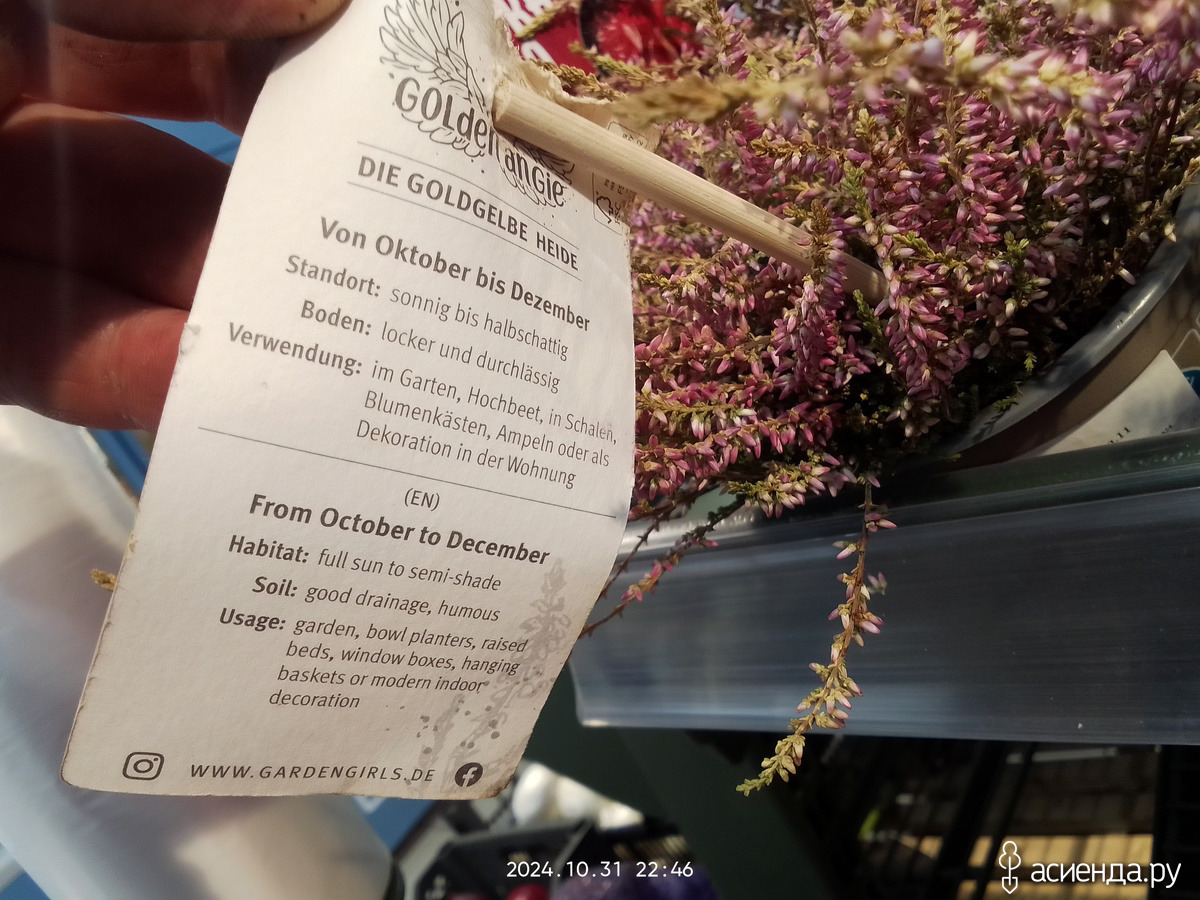 GOLden angie
DIE GOLDGELBE HEIDE
Von Oktober bis Dezember
Standort: sonnig bis halbschattig
Boden: locker und durchlässig
Verwendung: im Garten, Hochbeet, in Schalen,
Blumenkästen, Ampeln oder als
Dekoration in der Wohnung
(EN)
From October to December
Habitat: full sun to semi-shade
Soil: good drainage, humous
Usage: garden, bowl planters, raised
beds, window boxes, hanging
baskets or modern indoor
decoration
WWW.GARDENGIRLS.DE
2024.10.31 22:46
асиенда.ру